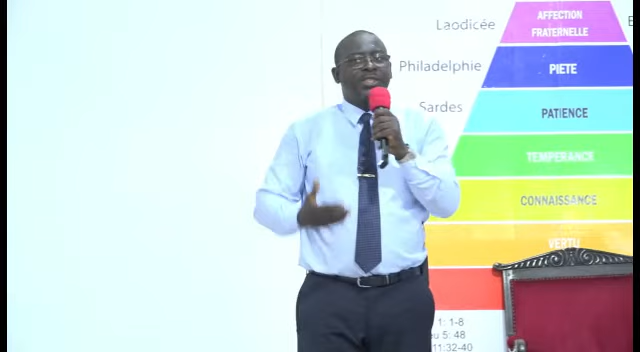 Laodicée
AFFECTION
FRATERNELLE
Philadelphie
PIETE
Sardes
PATIENCE
TEMPERANCE
CONNAISSANCE
VERTU
1: 1-8
5: 48
11:32-40